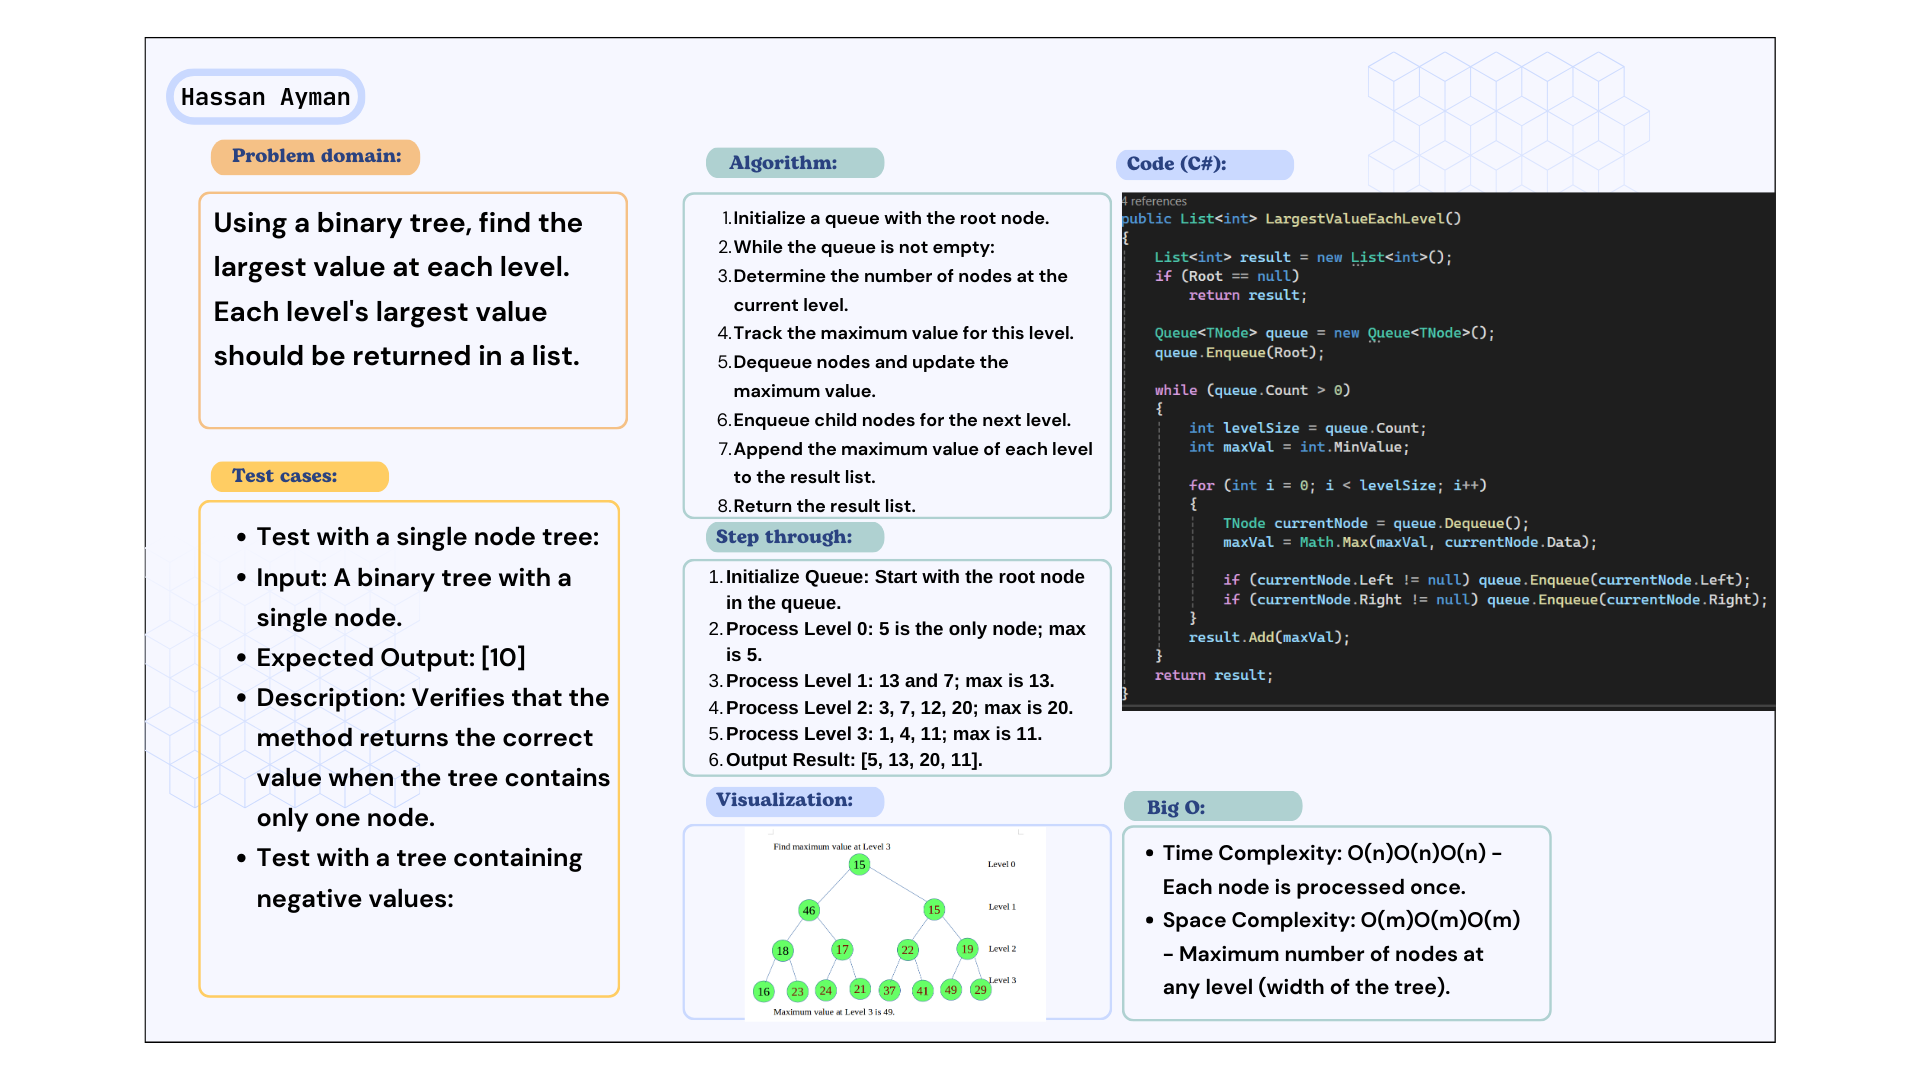 Hassan Ayman
Problem domain:
Using a binary tree, find the
largest value at each level.
Each level's largest value
should be returned in a list.
Test cases:
• Test with a single node tree:
• Input: A binary tree with a
single node.
• Expected Output: [10]
• Description: Verifies that the
method returns the correct
value when the tree contains
only one node.
• Test with a tree containing
negative values:
Algorithm:
1. Initialize a queue with the root node.
2. While the queue is not empty:
3. Determine the number of nodes at the
current level.
4. Track the maximum value for this level.
5. Dequeue nodes and update the
maximum value.
6. Enqueue child nodes for the next level.
7. Append the maximum value of each level
to the result list.
8. Return the result list.
Step through:
1. Initialize Queue: Start with the root node
in the queue.
2. Process Level 0: 5 is the only node; max
is 5.
3. Process Level 1: 13 and 7; max is 13.
4. Process Level 2: 3, 7, 12, 20; max is 20.
5. Process Level 3: 1, 4, 11; max is 11.
6. Output Result: [5, 13, 20, 11].
Visualization:
Find maximum value at Level 3
15 Level 0
46 15 Level 1
18 17 22 19 Level 2
16 23 24 21 37 41 49 29 Level 3
Maximum value at Level 3 is 49.
Code (C#):
4 references
public List<int> LargestValueEachLevel()
{
List<int> result = new List<int>();
if (Root == null)
return result;
Queue<TNode> queue = new Queue<TNode>();
queue.Enqueue(Root);
while (queue.Count > 0)
{
int levelSize = queue.Count;
int maxVal = int.MinValue;
for (int i = 0; i < levelSize; i++)
{
TNode currentNode = queue.Dequeue();
maxVal = Math.Max(maxVal, currentNode.Data);
if (currentNode.Left != null) queue.Enqueue(currentNode.Left);
if (currentNode.Right != null) queue.Enqueue(currentNode.Right);
}
result.Add(maxVal);
}
return result;
}
Big O:
• Time Complexity: O(n)O(n)O(n) –
Each node is processed once.
• Space Complexity: O(m)O(m)O(m)
– Maximum number of nodes at
any level (width of the tree).